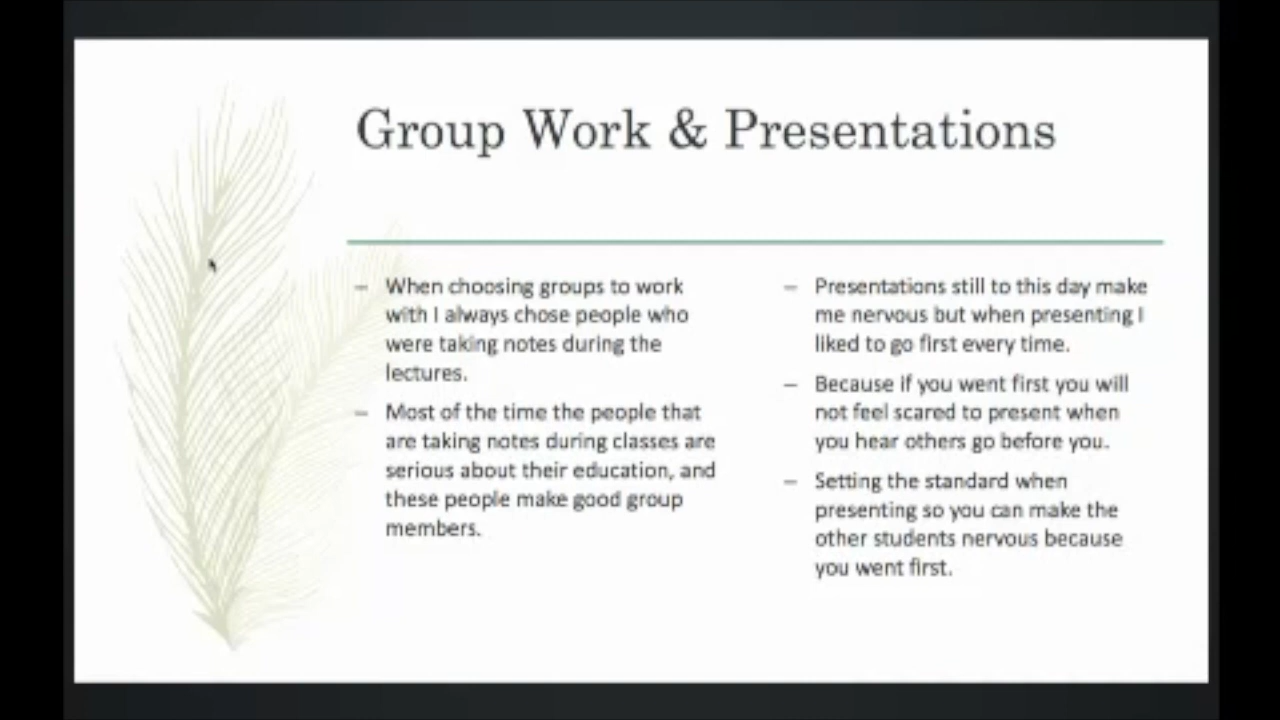 Group Work & Presentations
– When choosing groups to work
with I always chose people who
were taking notes during the
lectures.
– Most of the time the people that
are taking notes during classes are
serious about their education, and
these people make good group
members.
– Presentations still to this day make
me nervous but when presenting I
liked to go first every time.
– Because if you went first you will
not feel scared to present when
you hear others go before you.
– Setting the standard when
presenting so you can make the
other students nervous because
you went first.